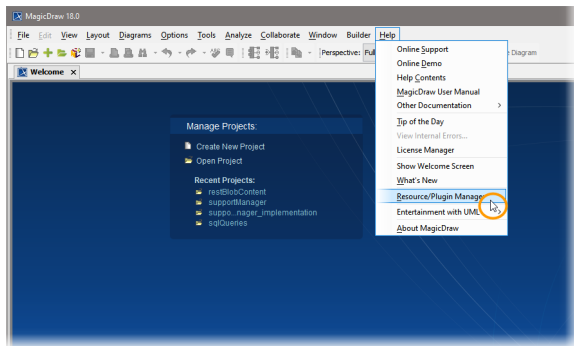 MagicDraw 18.0
File Edit View Layout Diagrams Options Tools Analyze Collaborate Window Builder Help
Perspective: Full
Diagram
Welcome
Online Support
Online Demo
Help Contents
MagicDraw User Manual
Other Documentation
Tip of the Day
View Internal Errors...
License Manager
Show Welcome Screen
What's New
Resource/Plugin Manager
Entertainment with UML
About MagicDraw
Manage Projects:
Create New Project
Open Project
Recent Projects:
restBlobContent
supportManager
suppo...nager_implementation
sqlQueries